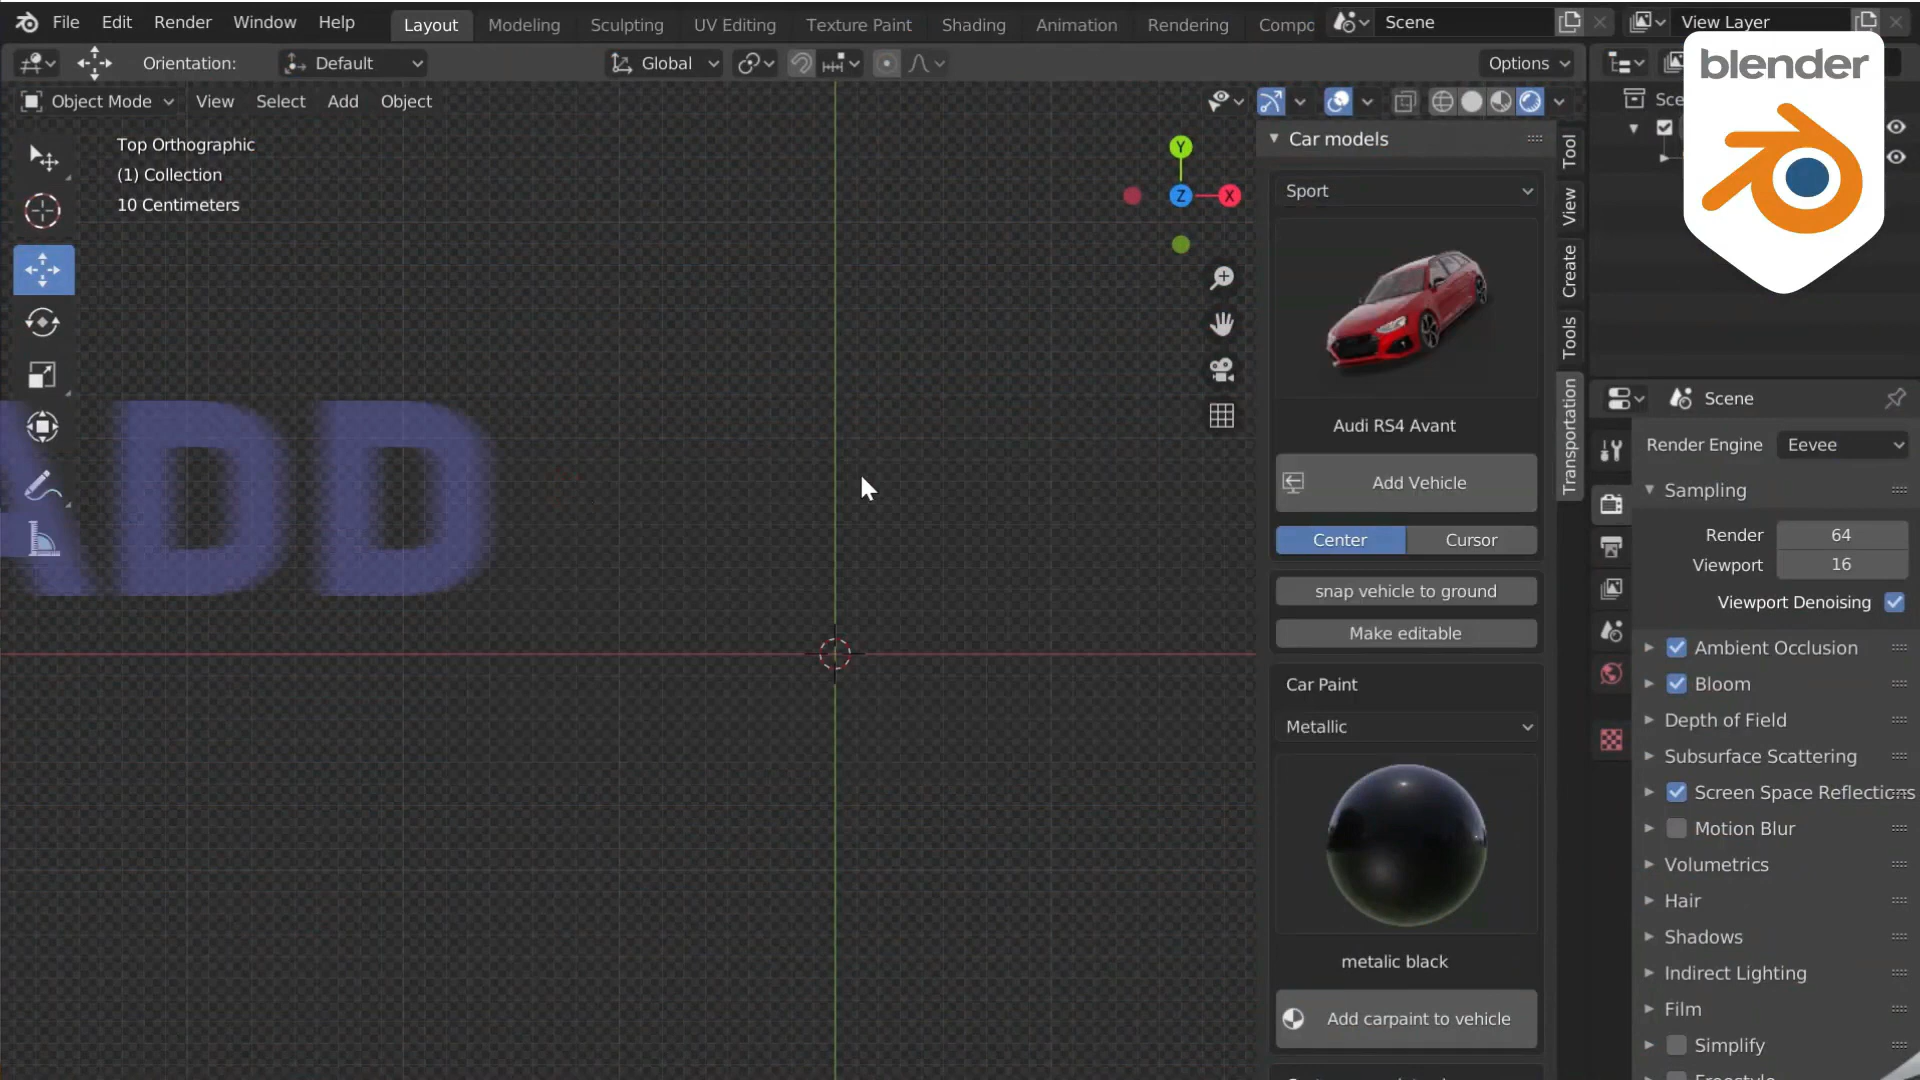 File Edit Render Window Help Layout Modeling Sculpting UV Editing Texture Paint Shading Animation Rendering Compo Scene View Layer
blender
Orientation: Default Global Options
Object Mode View Select Add Object Sce
Top Orthographic
(1) Collection
10 Centimeters
Y
Z X
ADD
Car models
Sport
Audi RS4 Avant
Add Vehicle
Center Cursor
snap vehicle to ground
Make editable
Car Paint
Metallic
metalic black
Add carpaint to vehicle
Tool
View
Create
Tools
Transportation
Scene
Render Engine Eevee
Sampling
Render 64
Viewport 16
Viewport Denoising
Ambient Occlusion
Bloom
Depth of Field
Subsurface Scattering
Screen Space Reflections
Motion Blur
Volumetrics
Hair
Shadows
Indirect Lighting
Film
Simplify